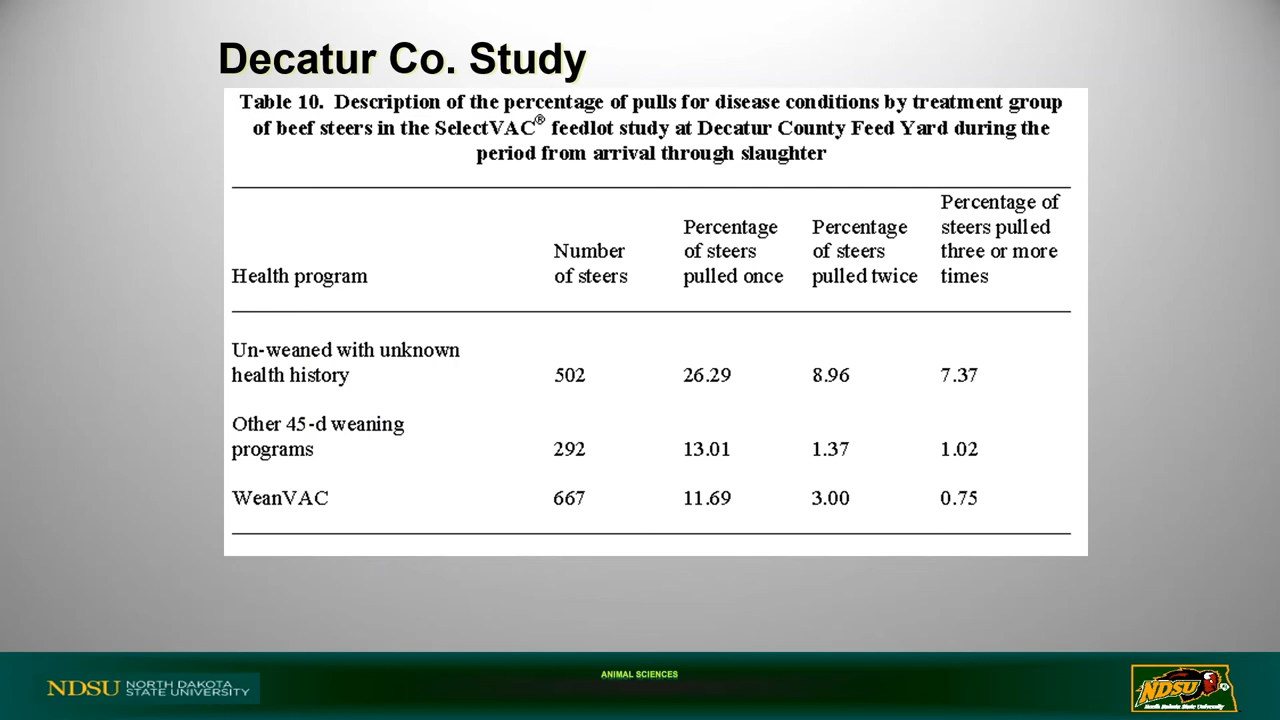 Decatur Co. Study
Table 10. Description of the percentage of pulls for disease conditions by treatment group
of beef steers in the SelectVAC® feedlot study at Decatur County Feed Yard during the
period from arrival through slaughter
Health program
Number
of steers
Percentage
of steers
pulled once
Percentage
of steers
pulled twice
Percentage of
steers pulled
three or more
times
Un-weaned with unknown
health history 502 26.29 8.96 7.37
Other 45-d weaning
programs 292 13.01 1.37 1.02
WeanVAC 667 11.69 3.00 0.75
NDSU NORTH DAKOTA
STATE UNIVERSITY
ANIMAL SCIENCES
NDSU
North Dakota State University